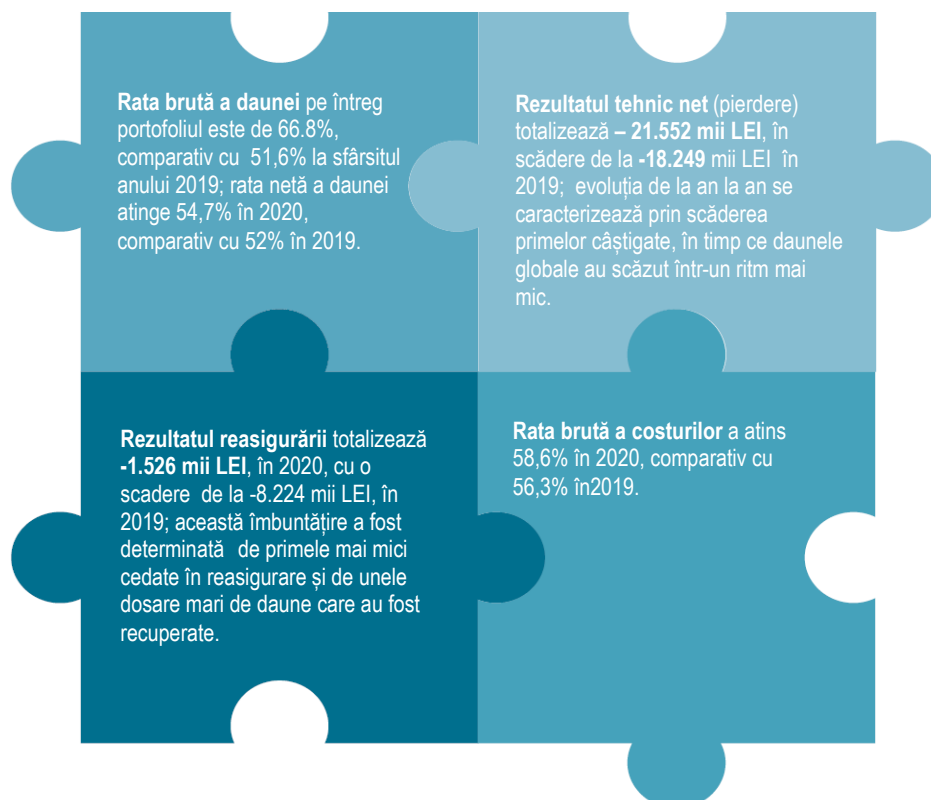 Rata brută a daunei pe întreg
portofoliul este de 66.8%,
comparativ cu 51,6% la sfârsitul
anului 2019; rata netă a daunei
atinge 54,7% în 2020,
comparativ cu 52% în 2019.
Rezultatul tehnic net (pierdere)
totalizează – 21.552 mii LEI, în
scădere de la -18.249 mii LEI în
2019; evoluția de la an la an se
caracterizează prin scăderea
primelor câștigate, în timp ce daunele
globale au scăzut într-un ritm mai
mic.
Rezultatul reasigurării totalizează
-1.526 mii LEI, în 2020, cu o
scadere de la -8.224 mii LEI, în
2019; această îmbuntățire a fost
determinată de primele mai mici
cedate în reasigurare și de unele
dosare mari de daune care au fost
recuperate.
Rata brută a costurilor a atins
58,6% în 2020, comparativ cu
56,3% în2019.